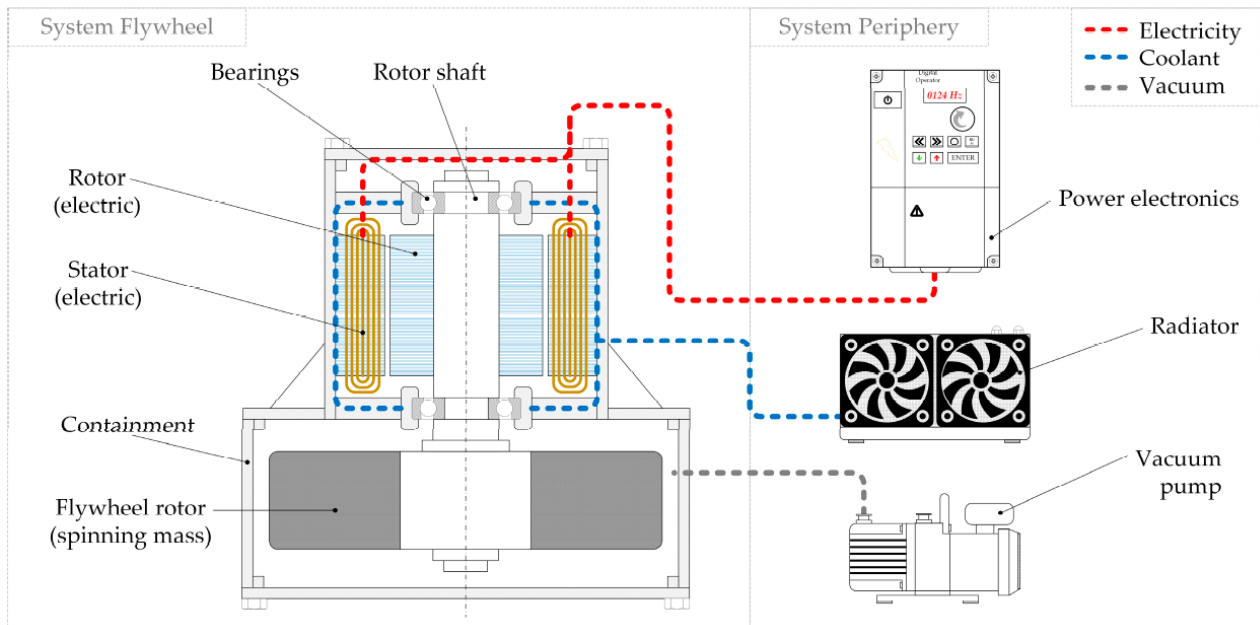 System Flywheel
System Periphery
Electricity
Coolant
Vacuum
Bearings
Rotor shaft
Digital
Operator
0124 Hz
ENTER
Rotor
(electric)
Stator
(electric)
Power electronics
Radiator
Containment
Flywheel rotor
(spinning mass)
Vacuum
pump